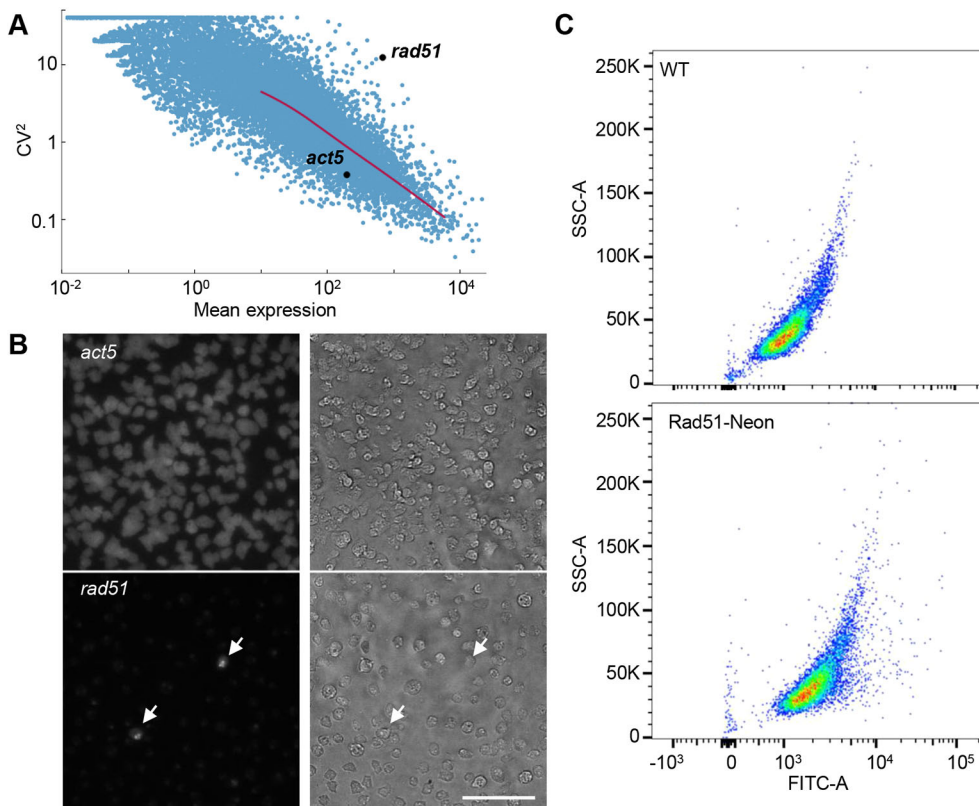 A
CV²
10
1
0.1
rad51
act5
10⁻²
10⁰
10²
10⁴
Mean expression
B
act5
rad51
C
WT
250K
200K
150K
100K
50K
0
SSC-A
Rad51-Neon
250K
200K
150K
100K
50K
0
SSC-A
-10³
0
10³
10⁴
10⁵
FITC-A